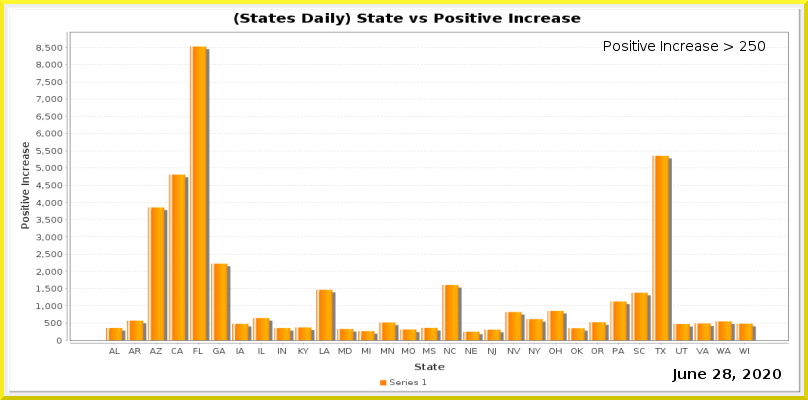 (States Daily) State vs Positive Increase
Positive Increase > 250
Positive Increase
8,500
8,000
7,500
7,000
6,500
6,000
5,500
5,000
4,500
4,000
3,500
3,000
2,500
2,000
1,500
1,000
500
0
AL AR AZ CA FL GA IA IL IN KY LA MD MI MN MO MS NC NE NJ NV NY OH OK OR PA SC TX UT VA WA WI
State
Series 1
June 28, 2020